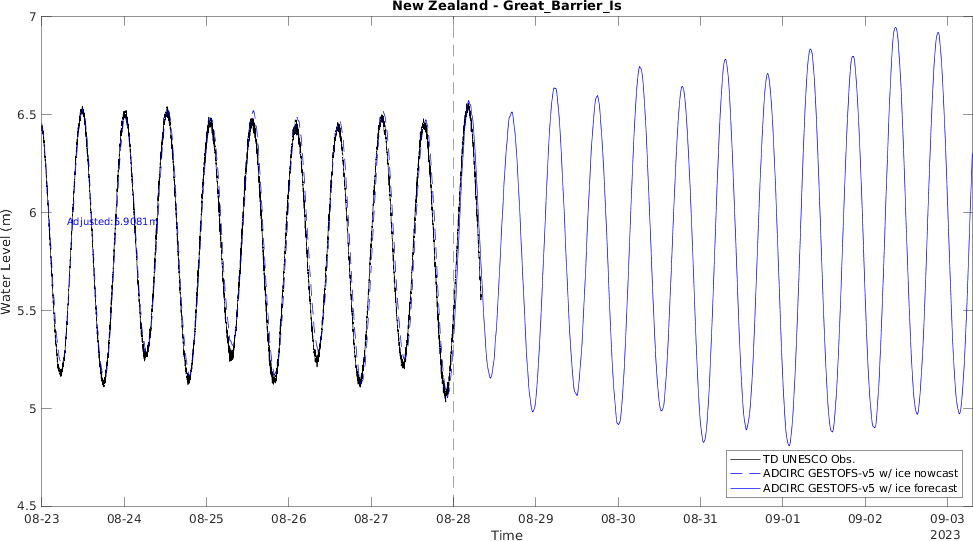 New Zealand - Great_Barrier_Is
7
6.5
6
5.5
5
4.5
Water Level (m)
Adjusted:5.9081m
TD UNESCO Obs.
ADCIRC GESTOFS-v5 w/ ice nowcast
ADCIRC GESTOFS-v5 w/ ice forecast
08-23 08-24 08-25 08-26 08-27 08-28 08-29 08-30 08-31 09-01 09-02 09-03
2023
Time